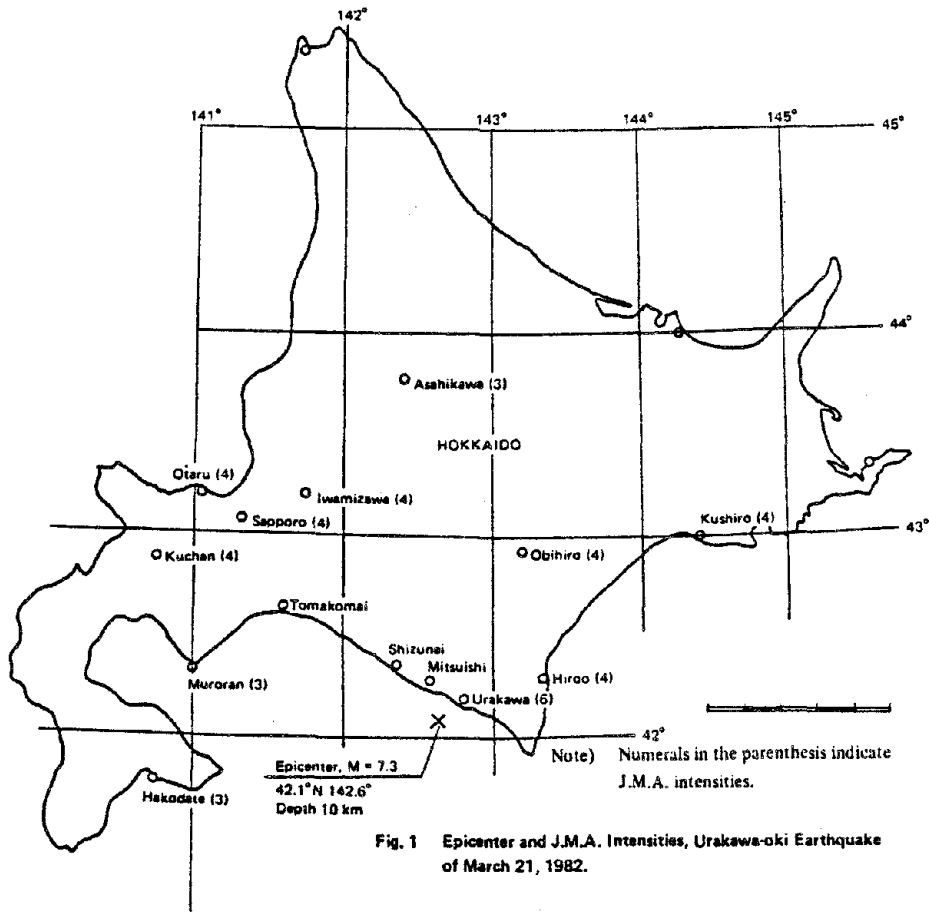 142°
141°
143°
144°
145°
45°
44°
Asahikawa (3)
HOKKAIDO
Otaru (4)
Iwamizawa (4)
Sapporo (4)
Kushiro (4)
43°
Kuchan (4)
Obihiro (4)
Tomakomai
Shizunai
Mitsuishi
Muroran (3)
Hiroo (4)
Urakawa (6)
42°
Note) Numerals in the parenthesis indicate
J.M.A. intensities.
Epicenter, M = 7.3
42.1°N 142.6°
Depth 10 km
Hakodate (3)
Fig. 1 Epicenter and J.M.A. Intensities, Urakawa-oki Earthquake
of March 21, 1982.